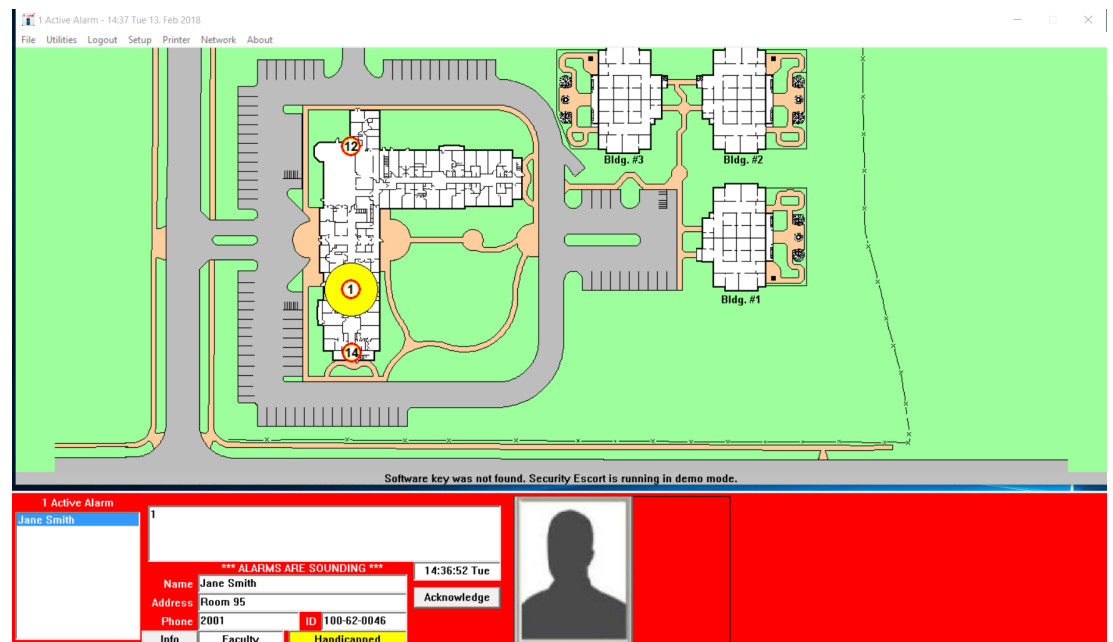 1 Active Alarm - 14:37 Tue 13. Feb 2018
File Utilities Logout Setup Printer Network About
12
Bldg. #3
Bldg. #2
1
Bldg. #1
14
Software key was not found. Security Escort is running in demo mode.
1 Active Alarm
Jane Smith
1
*** ALARMS ARE SOUNDING ***
14:36:52 Tue
Name Jane Smith
Acknowledge
Address Room 95
Phone 2001 ID 100-62-0046
Info Faculty Handicapped